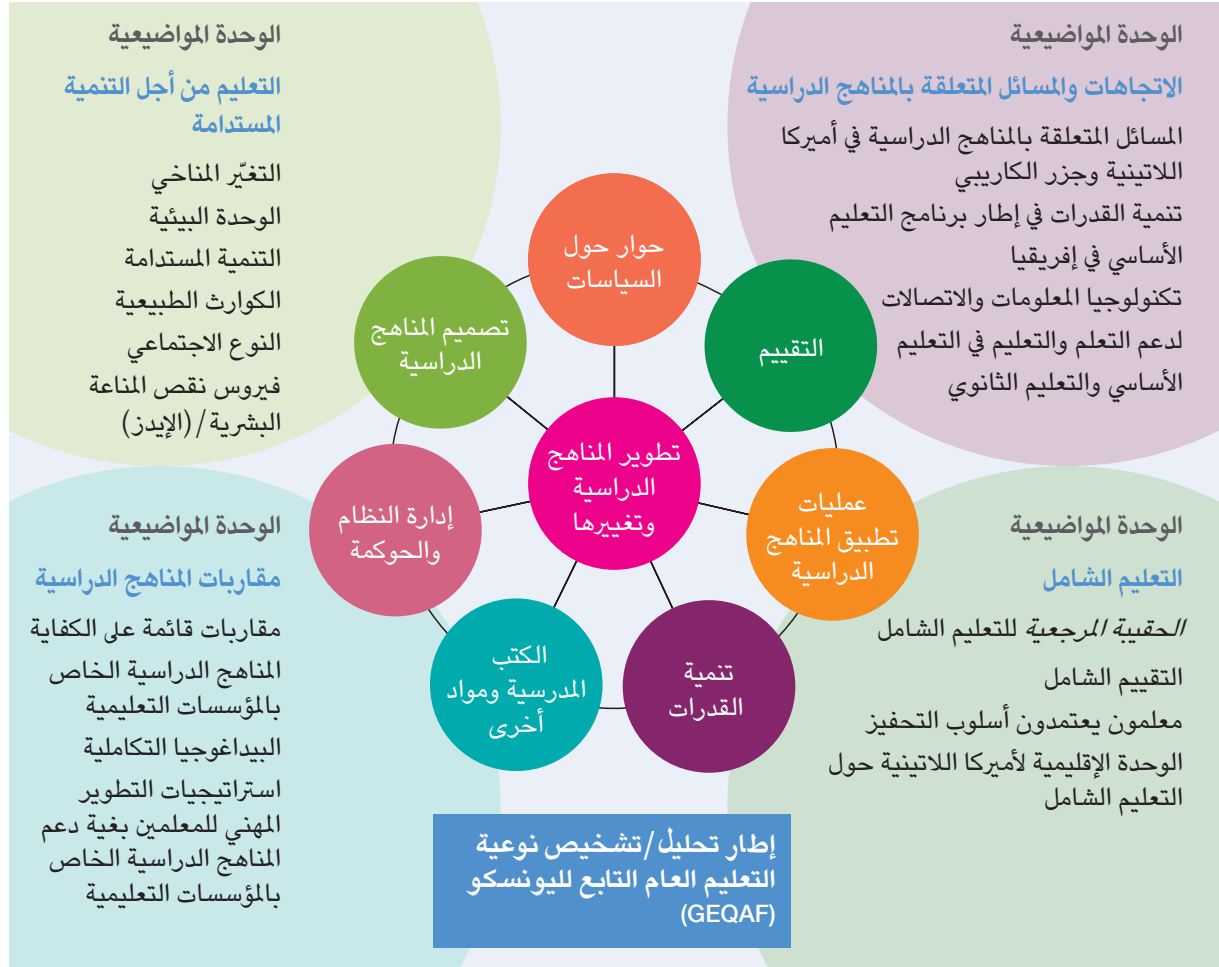 الوحدة المواضيعية
الاتجاهات والمسائل المتعلقة بالمناهج الدراسية
المسائل المتعلقة بالمناهج الدراسية في أميركا
اللاتينية وجزر الكاريبي
تنمية القدرات في إطار برنامج التعليم
الأساسي في إفريقيا
تكنولوجيا المعلومات والاتصالات
لدعم التعلم والتعليم في التعليم
الأساسي والتعليم الثانوي
الوحدة المواضيعية
التعليم من أجل التنمية
المستدامة
التغيّر المناخي
الوحدة البيئية
التنمية المستدامة
الكوارث الطبيعية
النوع الاجتماعي
فيروس نقص المناعة
البشرية/(الإيدز)
حوار حول
السياسات
التقييم
تصميم المناهج
الدراسية
تطوير المناهج
الدراسية
وتغييرها
عمليات
تطبيق المناهج
الدراسية
إدارة النظام
والحوكمة
تنمية
القدرات
الكتب
المدرسية ومواد
أخرى
الوحدة المواضيعية
التعليم الشامل
الحقيبة المرجعية للتعليم الشامل
التقييم الشامل
معلمون يعتمدون أسلوب التحفيز
الوحدة الإقليمية لأميركا اللاتينية حول
التعليم الشامل
الوحدة المواضيعية
مقاربات المناهج الدراسية
مقاربات قائمة على الكفاية
المناهج الدراسية الخاص
بالمؤسسات التعليمية
البيداغوجيا التكاملية
استراتيجيات التطوير
المهني للمعلمين بغية دعم
المناهج الدراسية الخاص
بالمؤسسات التعليمية
إطار تحليل/تشخيص نوعية
التعليم العام التابع لليونسكو
(GEQAF)